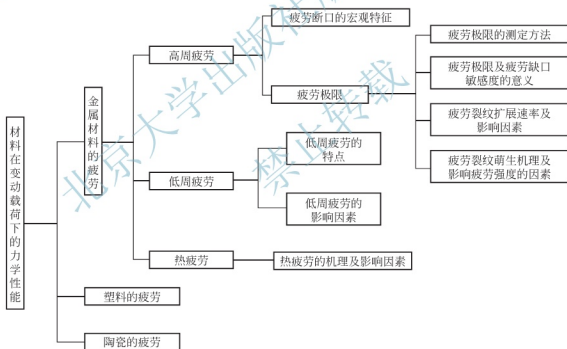 材料在变动载荷下的力学性能
金属材料的疲劳
高周疲劳
疲劳断口的宏观特征
疲劳极限
疲劳极限的测定方法
疲劳极限及疲劳缺口
敏感度的意义
疲劳裂纹扩展速率及
影响因素
疲劳裂纹萌生机理及
影响疲劳强度的因素
低周疲劳
低周疲劳的
特点
低周疲劳的
影响因素
热疲劳
热疲劳的机理及影响因素
塑料的疲劳
陶瓷的疲劳
北京大学出版社
禁止转载